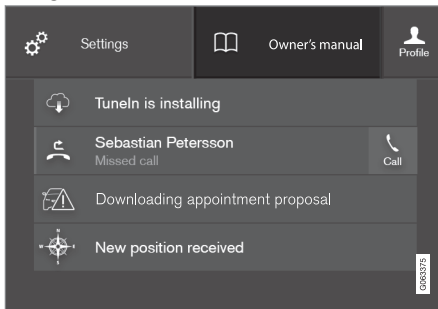 Settings
Owner's manual
Profile
TuneIn is installing
Sebastian Petersson
Missed call
Call
Downloading appointment proposal
N
W
E
S
New position received
G063375